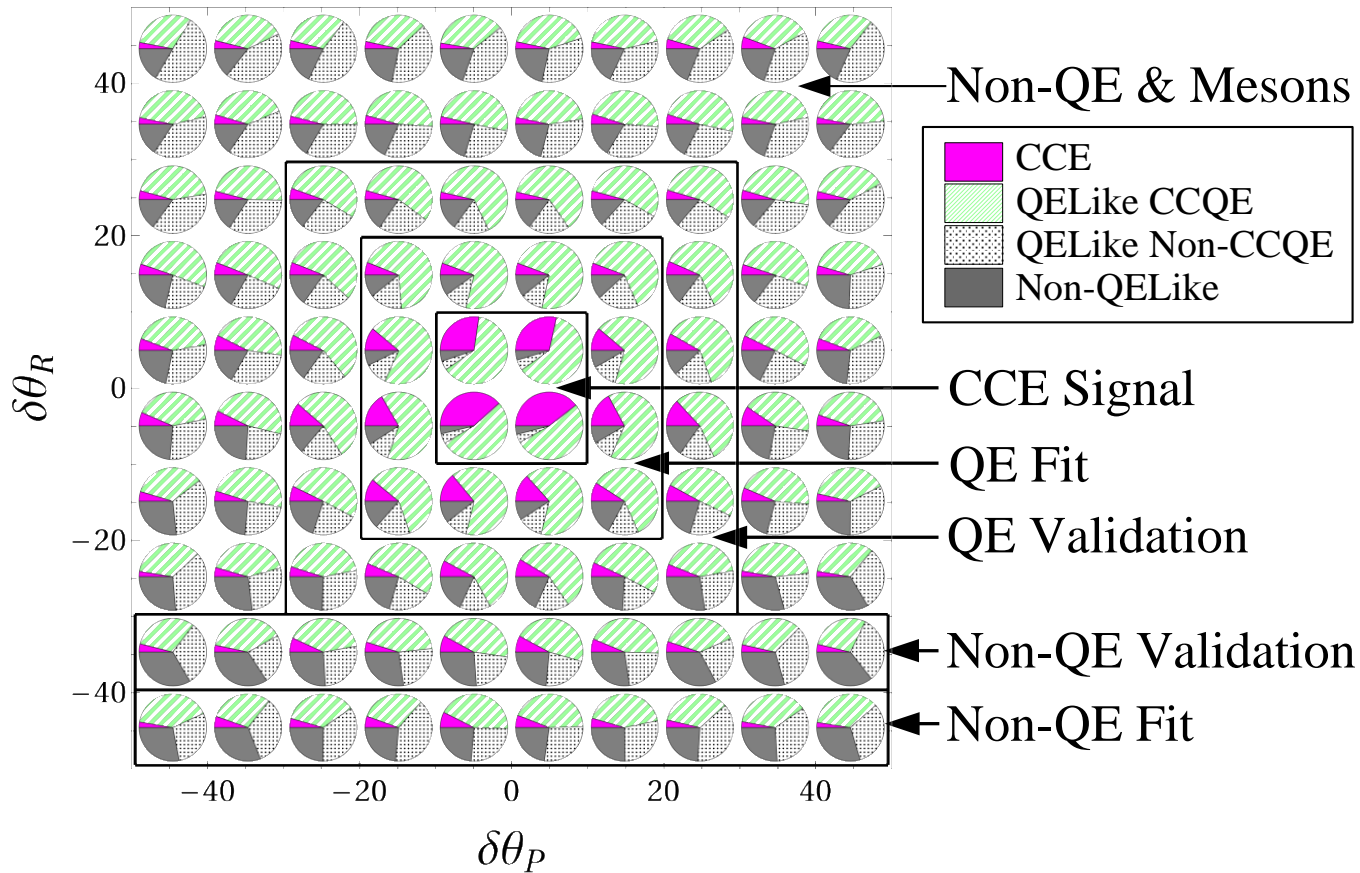 40
20
0
−20
−40
−40
−20
0
20
40
δθR
δθP
Non-QE & Mesons
CCE
QELike CCQE
QELike Non-CCQE
Non-QELike
CCE Signal
QE Fit
QE Validation
Non-QE Validation
Non-QE Fit